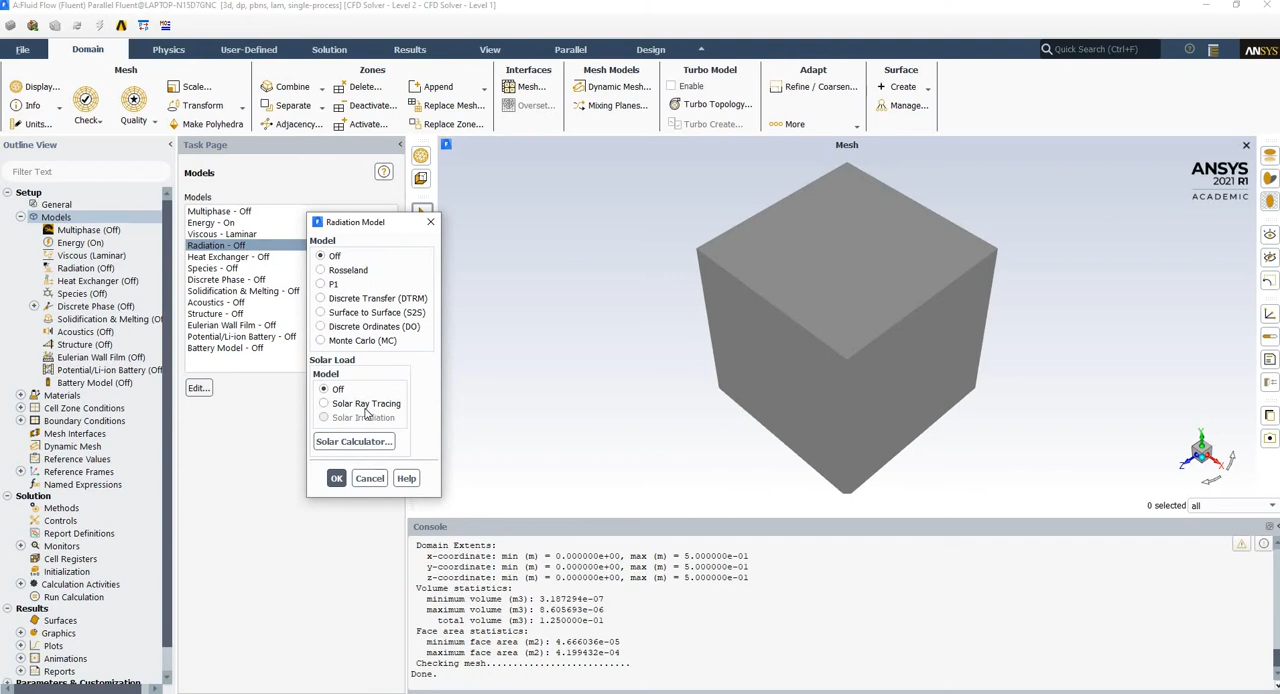 A:Fluid Flow (Fluent) Parallel Fluent@LAPTOP-N15D7GNC [3d, dp, pbns, lam, single-process] [CFD Solver - Level 2 - CFD Solver - Level 1]
File Domain Physics User-Defined Solution Results View Parallel Design Quick Search (Ctrl+F) ANSYS
Mesh Zones Interfaces Mesh Models Turbo Model Adapt Surface
Display... Scale... Combine Delete... Append Mesh... Dynamic Mesh... Enable Refine / Coarsen... Create
Info Transform Separate Deactivate... Replace Mesh... Overset... Mixing Planes... Turbo Topology... Manage...
Units... Check Quality Make Polyhedra Adjacency... Activate... Replace Zone... Turbo Create... More
Outline View
Filter Text
Setup
General
Models
Multiphase (Off)
Energy (On)
Viscous (Laminar)
Radiation (Off)
Heat Exchanger (Off)
Species (Off)
Discrete Phase (Off)
Solidification & Melting (O
Acoustics (Off)
Structure (Off)
Eulerian Wall Film (Off)
Potential/Li-ion Battery (O
Battery Model (Off)
Materials
Cell Zone Conditions
Boundary Conditions
Mesh Interfaces
Dynamic Mesh
Reference Values
Reference Frames
Named Expressions
Solution
Methods
Controls
Report Definitions
Monitors
Cell Registers
Initialization
Calculation Activities
Run Calculation
Results
Surfaces
Graphics
Plots
Animations
Reports
Parameters & Customization
Task Page
Models
Models
Multiphase - Off
Energy - On
Viscous - Laminar
Radiation - Off
Heat Exchanger - Off
Species - Off
Discrete Phase - Off
Solidification & Melting - Off
Acoustics - Off
Structure - Off
Eulerian Wall Film - Off
Potential/Li-ion Battery - Off
Battery Model - Off
Edit...
Radiation Model
Model
Off
Rosseland
P1
Discrete Transfer (DTRM)
Surface to Surface (S2S)
Discrete Ordinates (DO)
Monte Carlo (MC)
Solar Load
Model
Off
Solar Ray Tracing
Solar Irradiation
Solar Calculator...
OK Cancel Help
Mesh
ANSYS
2021 R1
ACADEMIC
Y
Z
X
0 selected all
Console
Domain Extents:
x-coordinate: min (m) = 0.000000e+00, max (m) = 5.000000e-01
y-coordinate: min (m) = 0.000000e+00, max (m) = 5.000000e-01
z-coordinate: min (m) = 0.000000e+00, max (m) = 5.000000e-01
Volume statistics:
minimum volume (m3): 3.187294e-07
maximum volume (m3): 8.605693e-06
total volume (m3): 1.250000e-01
Face area statistics:
minimum face area (m2): 4.666036e-05
maximum face area (m2): 4.199432e-04
Checking mesh..........................
Done.